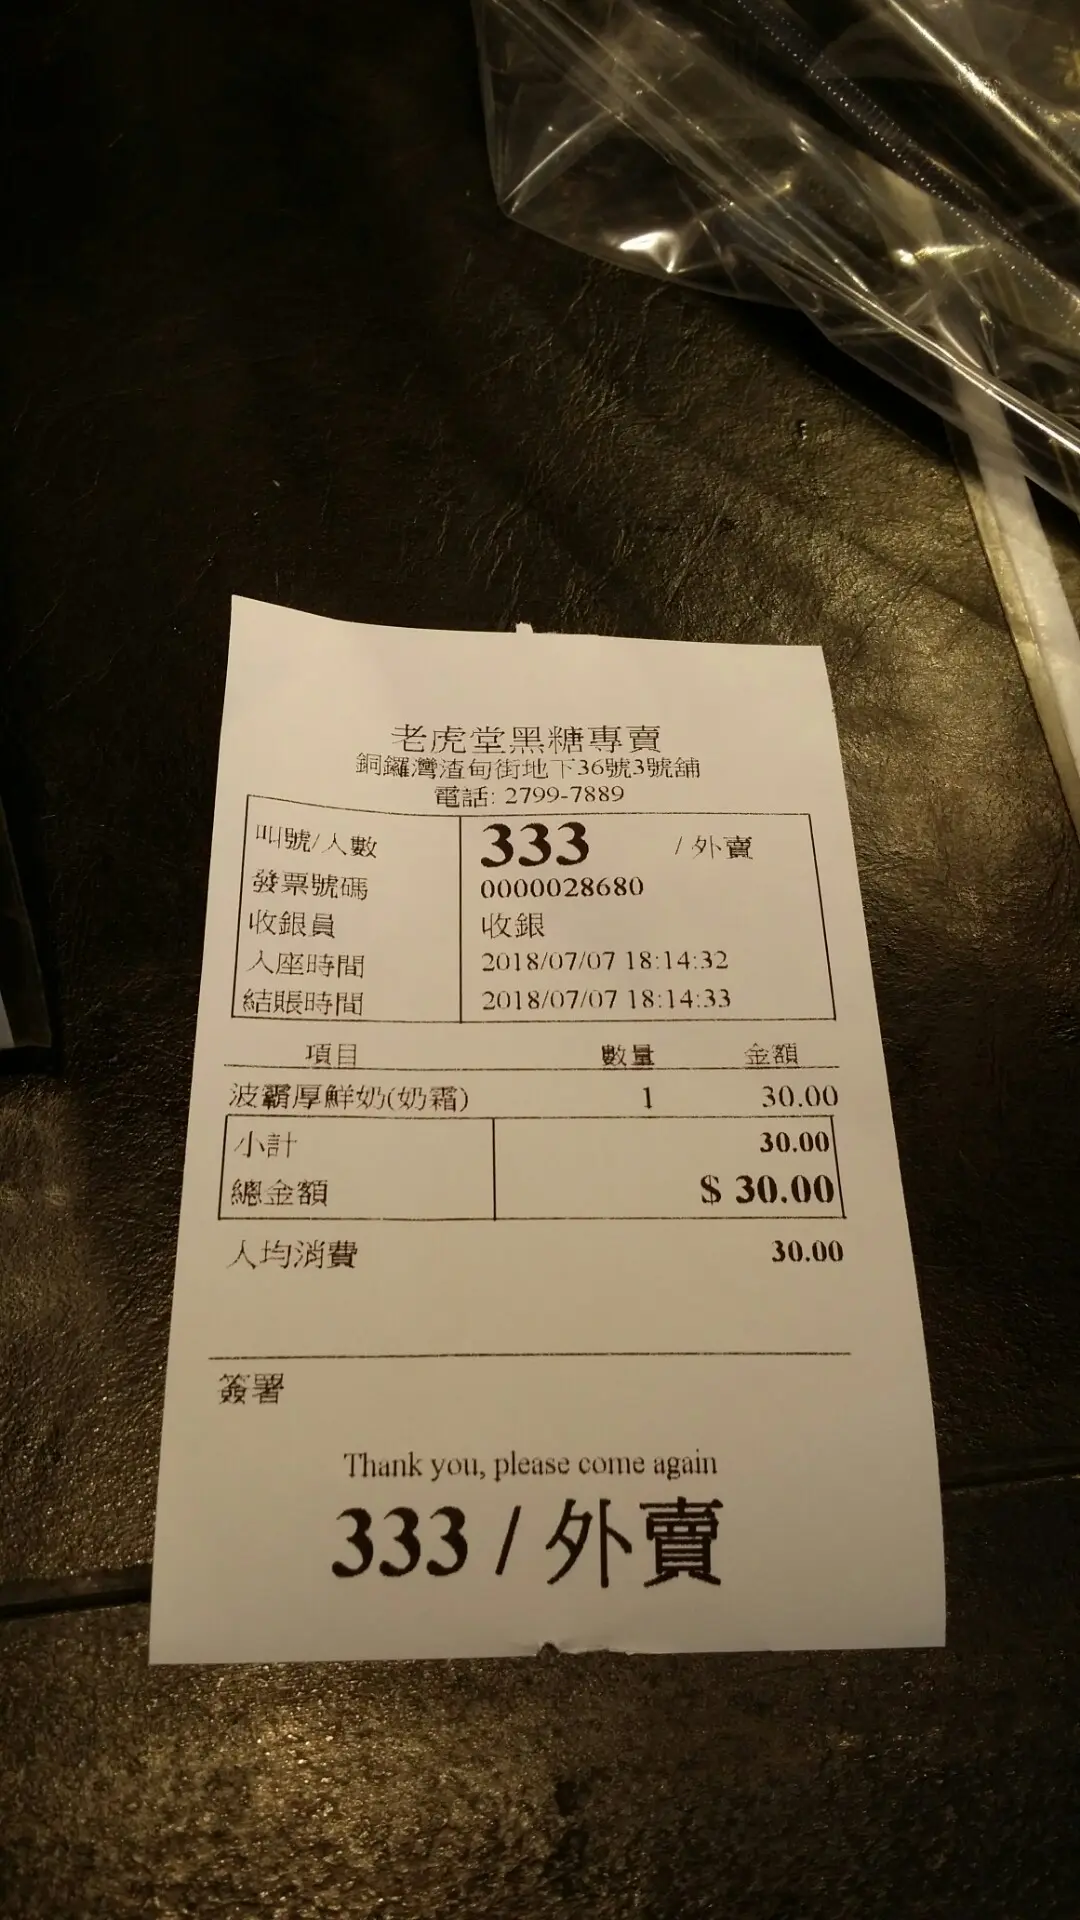 老虎堂黑糖專賣
銅鑼灣渣甸街地下36號3號舖
電話: 2799-7889
叫號/人數 333 / 外賣
發票號碼 0000028680
收銀員 收銀
入座時間 2018/07/07 18:14:32
結賬時間 2018/07/07 18:14:33
項目 數量 金額
波霸厚鮮奶(奶霜) 1 30.00
小計 30.00
總金額 $ 30.00
人均消費 30.00
簽署
Thank you, please come again
333 / 外賣